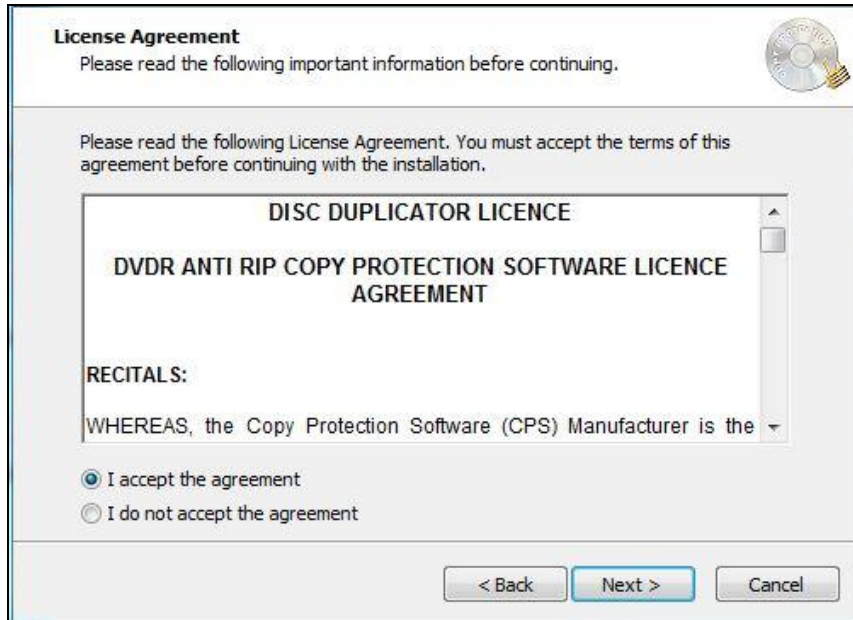 License Agreement
Please read the following important information before continuing.
COPY PROTECTION
Please read the following License Agreement. You must accept the terms of this
agreement before continuing with the installation.
DISC DUPLICATOR LICENCE
DVDR ANTI RIP COPY PROTECTION SOFTWARE LICENCE
AGREEMENT
RECITALS:
WHEREAS, the Copy Protection Software (CPS) Manufacturer is the
I accept the agreement
I do not accept the agreement
< Back
Next >
Cancel